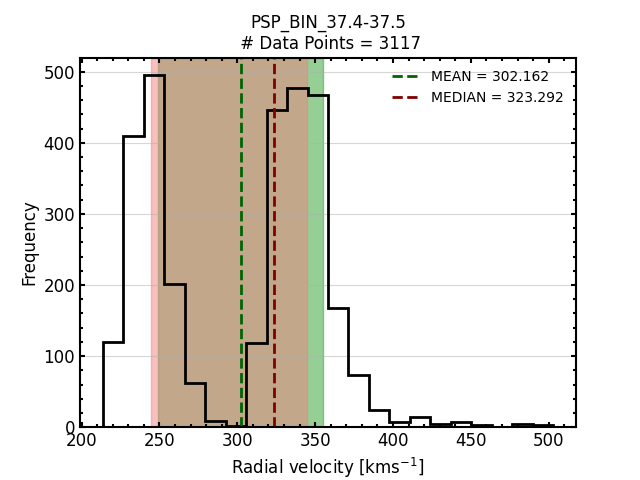 PSP_BIN_37.4-37.5
# Data Points = 3117
MEAN = 302.162
MEDIAN = 323.292
500
400
300
200
100
0
Frequency
200 250 300 350 400 450 500
Radial velocity [kms⁻¹]